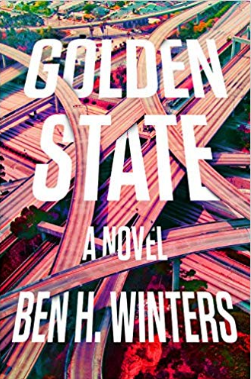 GOLDEN
STATE
A NOVEL
BEN H. WINTERS